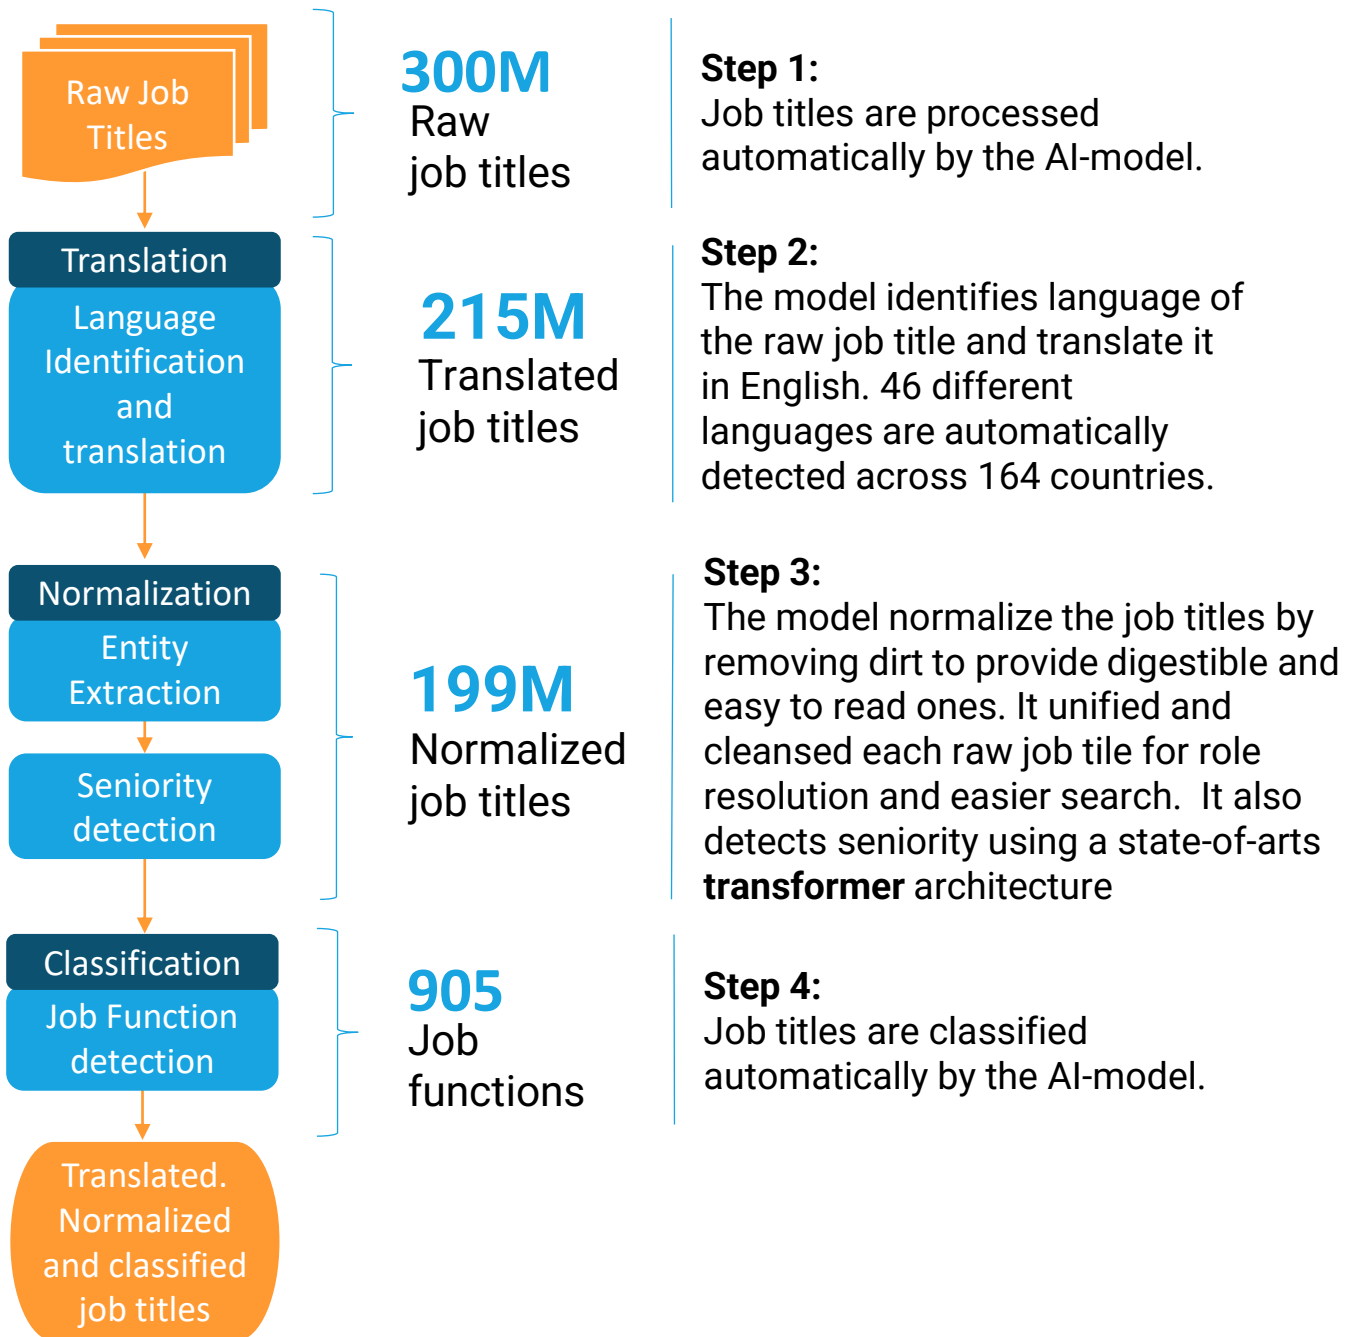 Raw Job
Titles
300M
Raw
job titles
Step 1:
Job titles are processed
automatically by the AI-model.
Translation
Language
Identification
and
translation
215M
Translated
job titles
Step 2:
The model identifies language of
the raw job title and translate it
in English. 46 different
languages are automatically
detected across 164 countries.
Normalization
Entity
Extraction
Seniority
detection
199M
Normalized
job titles
Step 3:
The model normalize the job titles by
removing dirt to provide digestible and
easy to read ones. It unified and
cleansed each raw job tile for role
resolution and easier search.  It also
detects seniority using a state-of-arts
transformer architecture
Classification
Job Function
detection
905
Job
functions
Step 4:
Job titles are classified
automatically by the AI-model.
Translated.
Normalized
and classified
job titles